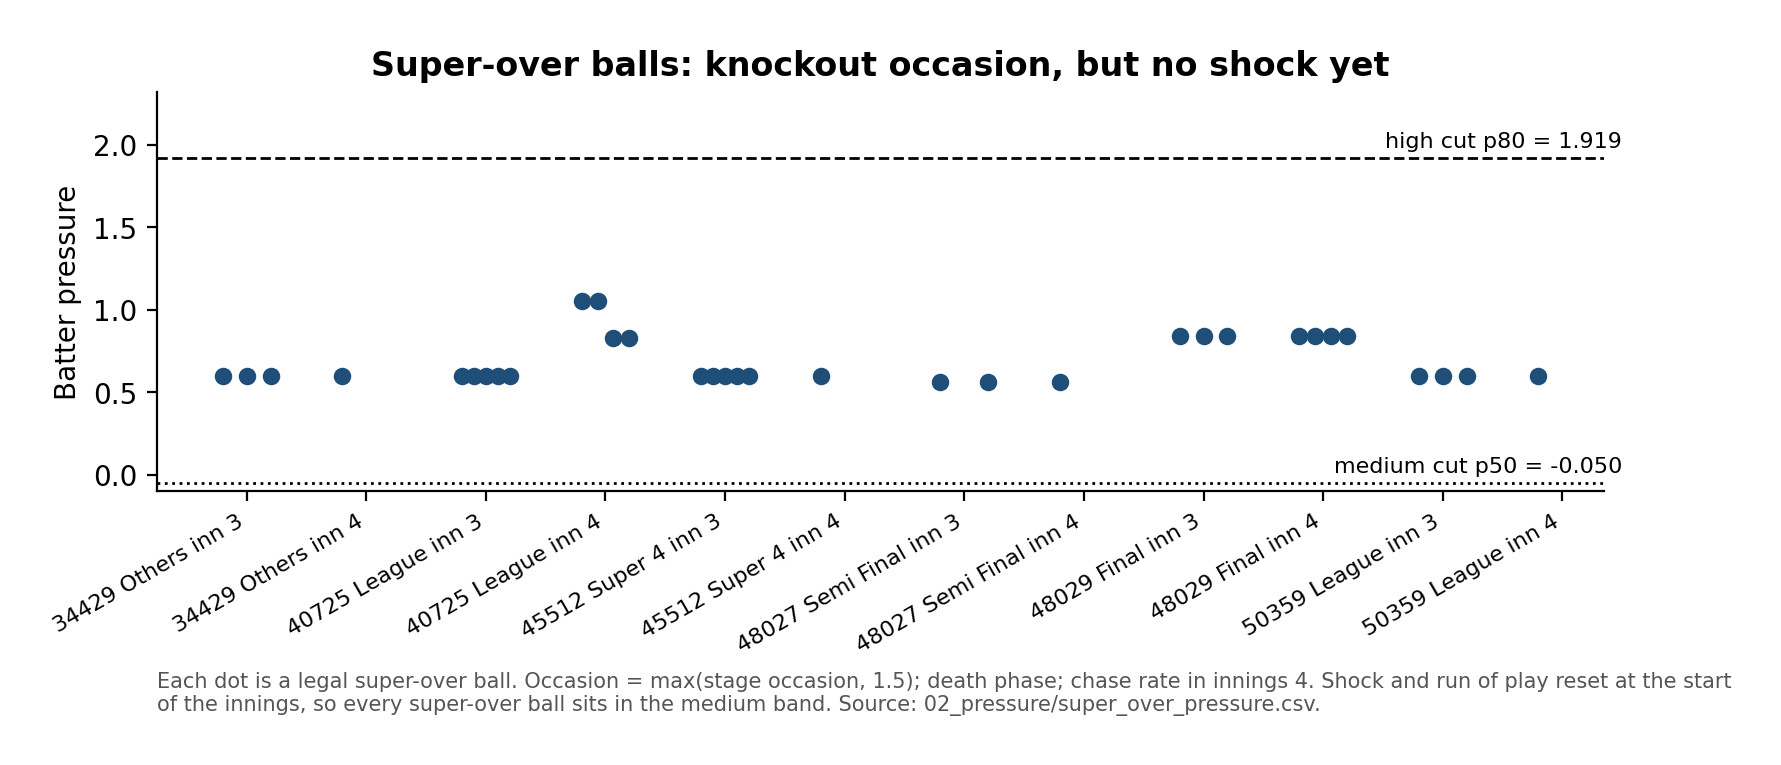 Super-over balls: knockout occasion, but no shock yet
Batter pressure
2.0
1.5
1.0
0.5
0.0
high cut p80 = 1.919
medium cut p50 = -0.050
34429 Others inn 3
34429 Others inn 4
40725 League inn 3
40725 League inn 4
45512 Super 4 inn 3
45512 Super 4 inn 4
48027 Semi Final inn 3
48027 Semi Final inn 4
48029 Final inn 3
48029 Final inn 4
50359 League inn 3
50359 League inn 4
Each dot is a legal super-over ball. Occasion = max(stage occasion, 1.5); death phase; chase rate in innings 4. Shock and run of play reset at the start
of the innings, so every super-over ball sits in the medium band. Source: 02_pressure/super_over_pressure.csv.